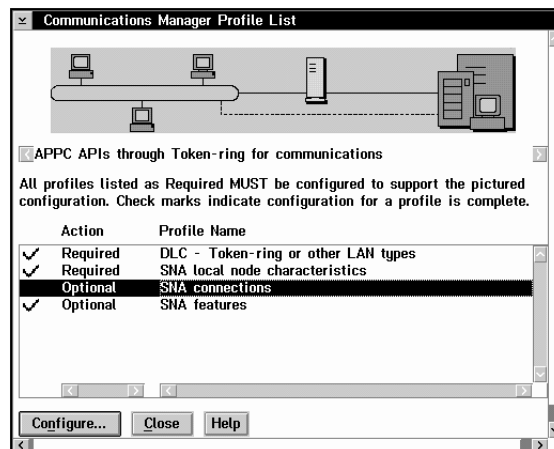 Communications Manager Profile List
APPC APIs through Token-ring for communications
All profiles listed as Required MUST be configured to support the pictured
configuration. Check marks indicate configuration for a profile is complete.
Action Profile Name
Required DLC - Token-ring or other LAN types
Required SNA local node characteristics
Optional SNA connections
Optional SNA features
Configure... Close Help